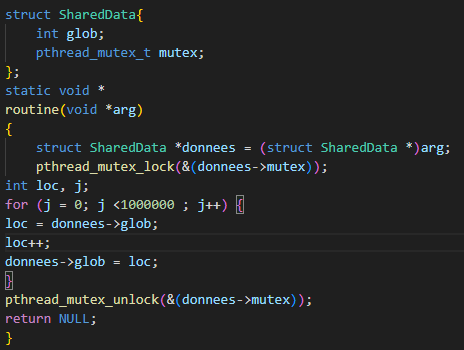 struct SharedData{
    int glob;
    pthread_mutex_t mutex;
};
static void *
routine(void *arg)
{
    struct SharedData *donnees = (struct SharedData *)arg;
    pthread_mutex_lock(&(donnees->mutex));
int loc, j;
for (j = 0; j <1000000 ; j++) {
loc = donnees->glob;
loc++;
donnees->glob = loc;
}
pthread_mutex_unlock(&(donnees->mutex));
return NULL;
}